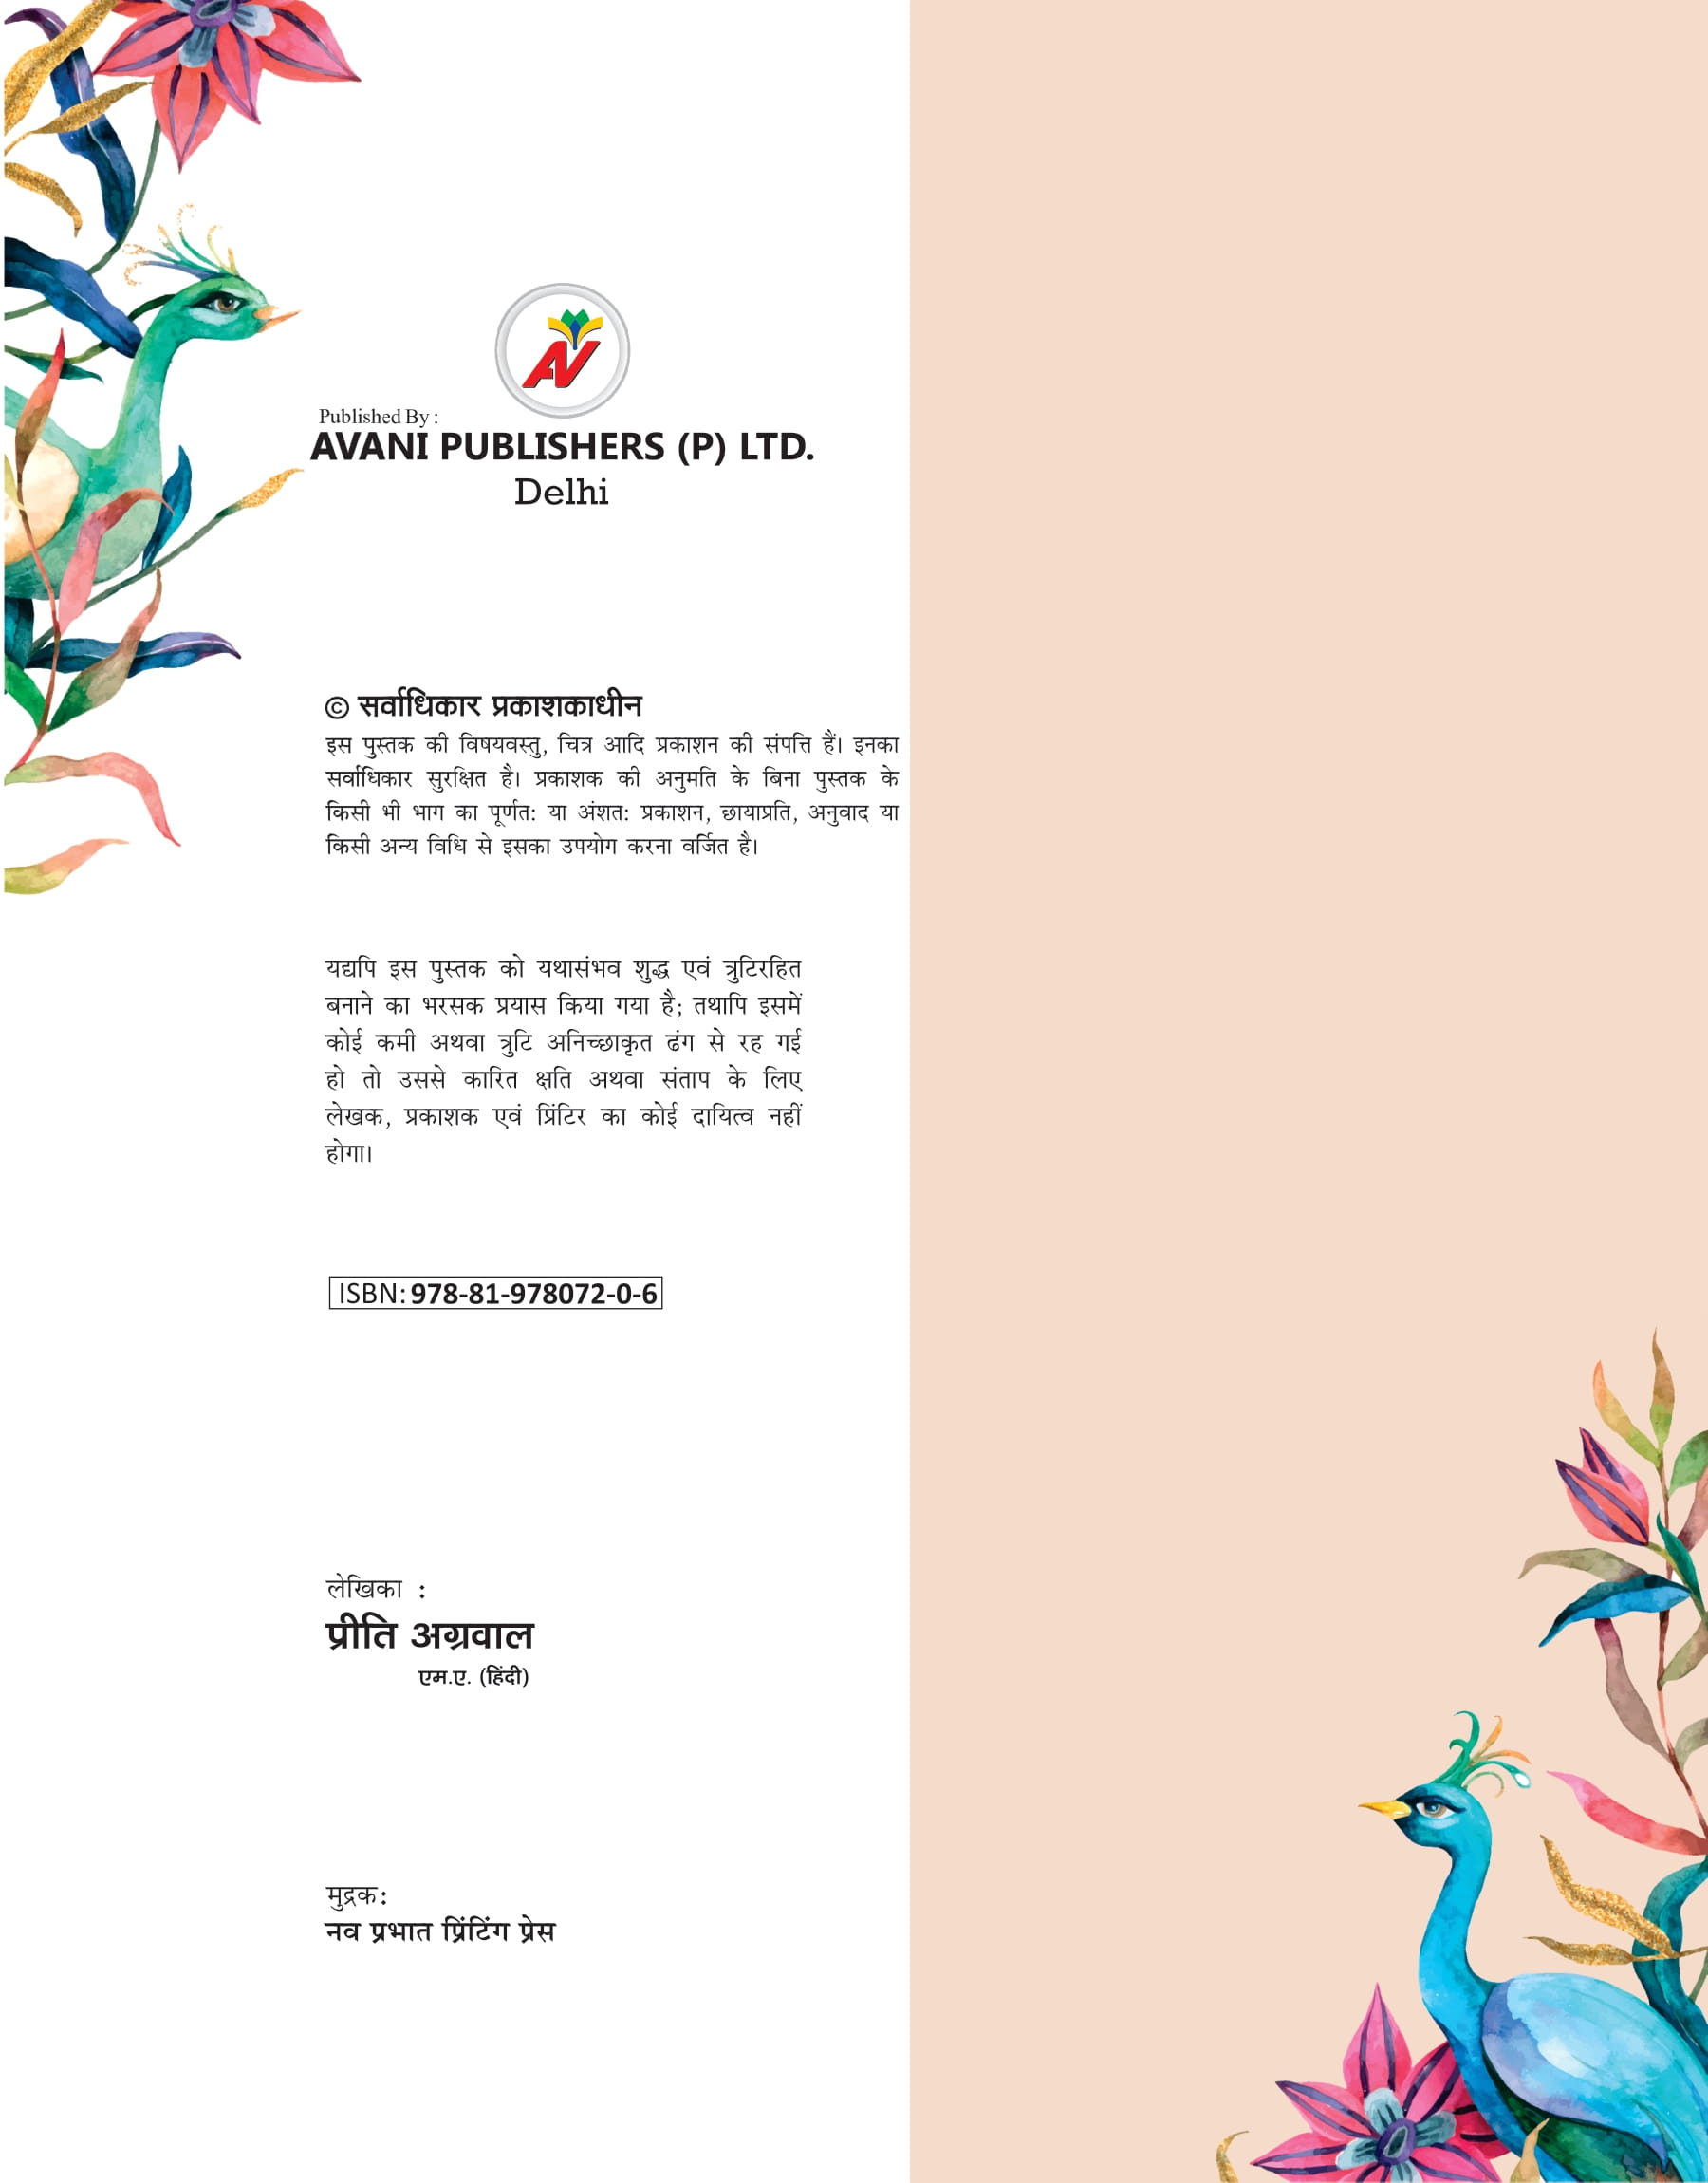 AV
Published By :
AVANI PUBLISHERS (P) LTD.
Delhi
© सर्वाधिकार प्रकाशकाधीन
इस पुस्तक की विषयवस्तु, चित्र आदि प्रकाशन की संपत्ति हैं। इनका
सर्वाधिकार सुरक्षित है। प्रकाशक की अनुमति के बिना पुस्तक के
किसी भी भाग का पूर्णत: या अंशत: प्रकाशन, छायाप्रति, अनुवाद या
किसी अन्य विधि से इसका उपयोग करना वर्जित है।
यद्यपि इस पुस्तक को यथासंभव शुद्ध एवं त्रुटिरहित
बनाने का भरसक प्रयास किया गया है; तथापि इसमें
कोई कमी अथवा त्रुटि अनिच्छाकृत ढंग से रह गई
हो तो उससे कारित क्षति अथवा संताप के लिए
लेखक, प्रकाशक एवं प्रिंटिर का कोई दायित्व नहीं
होगा।
ISBN: 978-81-978072-0-6
लेखिका :
प्रीति अग्रवाल
एम.ए. (हिंदी)
मुद्रक:
नव प्रभात प्रिंटिंग प्रेस